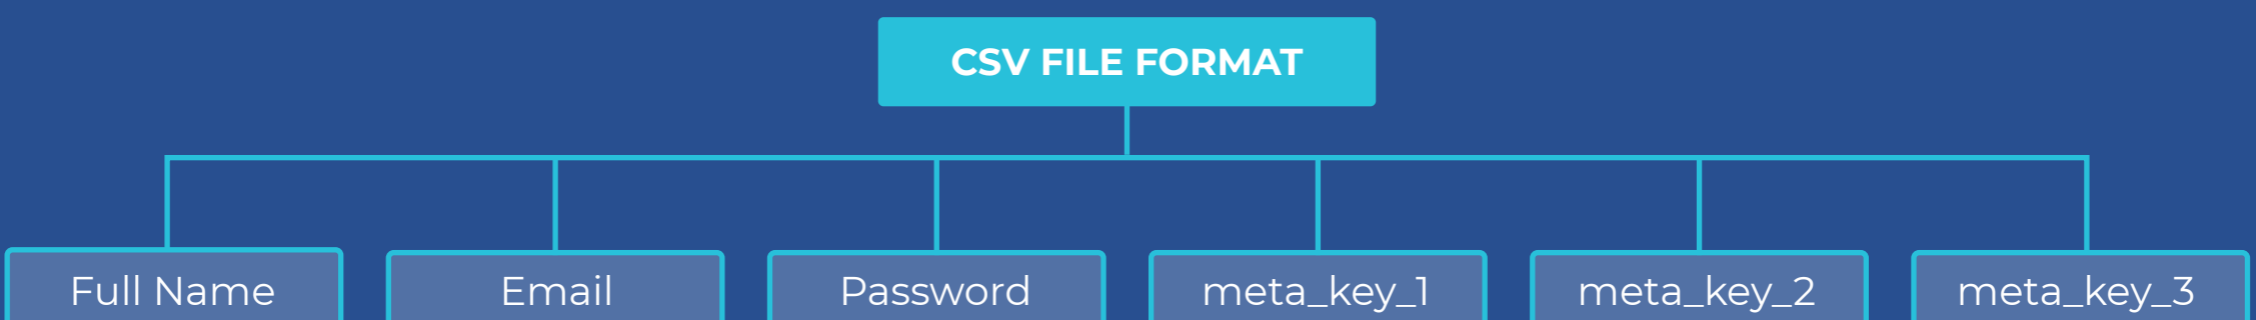 CSV FILE FORMAT
Full Name
Email
Password
meta_key_1
meta_key_2
meta_key_3